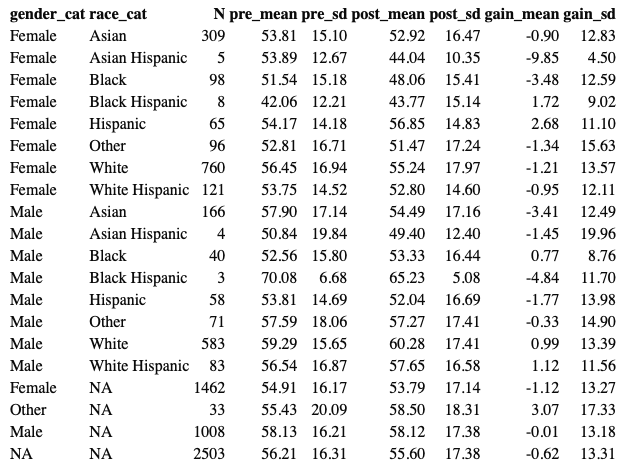 gender_cat race_cat N pre_mean pre_sd post_mean post_sd gain_mean gain_sd
Female Asian 309 53.81 15.10 52.92 16.47 -0.90 12.83
Female Asian Hispanic 5 53.89 12.67 44.04 10.35 -9.85 4.50
Female Black 98 51.54 15.18 48.06 15.41 -3.48 12.59
Female Black Hispanic 8 42.06 12.21 43.77 15.14 1.72 9.02
Female Hispanic 65 54.17 14.18 56.85 14.83 2.68 11.10
Female Other 96 52.81 16.71 51.47 17.24 -1.34 15.63
Female White 760 56.45 16.94 55.24 17.97 -1.21 13.57
Female White Hispanic 121 53.75 14.52 52.80 14.60 -0.95 12.11
Male Asian 166 57.90 17.14 54.49 17.16 -3.41 12.49
Male Asian Hispanic 4 50.84 19.84 49.40 12.40 -1.45 19.96
Male Black 40 52.56 15.80 53.33 16.44 0.77 8.76
Male Black Hispanic 3 70.08 6.68 65.23 5.08 -4.84 11.70
Male Hispanic 58 53.81 14.69 52.04 16.69 -1.77 13.98
Male Other 71 57.59 18.06 57.27 17.41 -0.33 14.90
Male White 583 59.29 15.65 60.28 17.41 0.99 13.39
Male White Hispanic 83 56.54 16.87 57.65 16.58 1.12 11.56
Female NA 1462 54.91 16.17 53.79 17.14 -1.12 13.27
Other NA 33 55.43 20.09 58.50 18.31 3.07 17.33
Male NA 1008 58.13 16.21 58.12 17.38 -0.01 13.18
NA NA 2503 56.21 16.31 55.60 17.38 -0.62 13.31